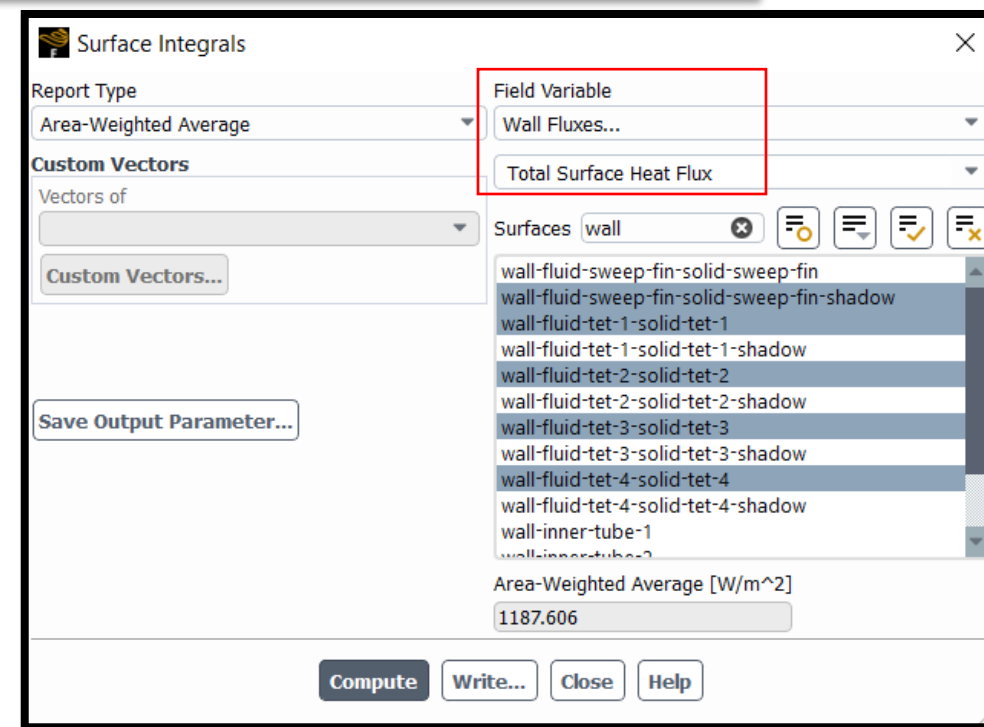 Surface Integrals
Report Type
Area-Weighted Average
Custom Vectors
Vectors of
Custom Vectors...
Save Output Parameter...
Field Variable
Wall Fluxes...
Total Surface Heat Flux
Surfaces wall
wall-fluid-sweep-fin-solid-sweep-fin
wall-fluid-sweep-fin-solid-sweep-fin-shadow
wall-fluid-tet-1-solid-tet-1
wall-fluid-tet-1-solid-tet-1-shadow
wall-fluid-tet-2-solid-tet-2
wall-fluid-tet-2-solid-tet-2-shadow
wall-fluid-tet-3-solid-tet-3
wall-fluid-tet-3-solid-tet-3-shadow
wall-fluid-tet-4-solid-tet-4
wall-fluid-tet-4-solid-tet-4-shadow
wall-inner-tube-1
wall-inner-tube-2
Area-Weighted Average [W/m^2]
1187.606
Compute Write... Close Help